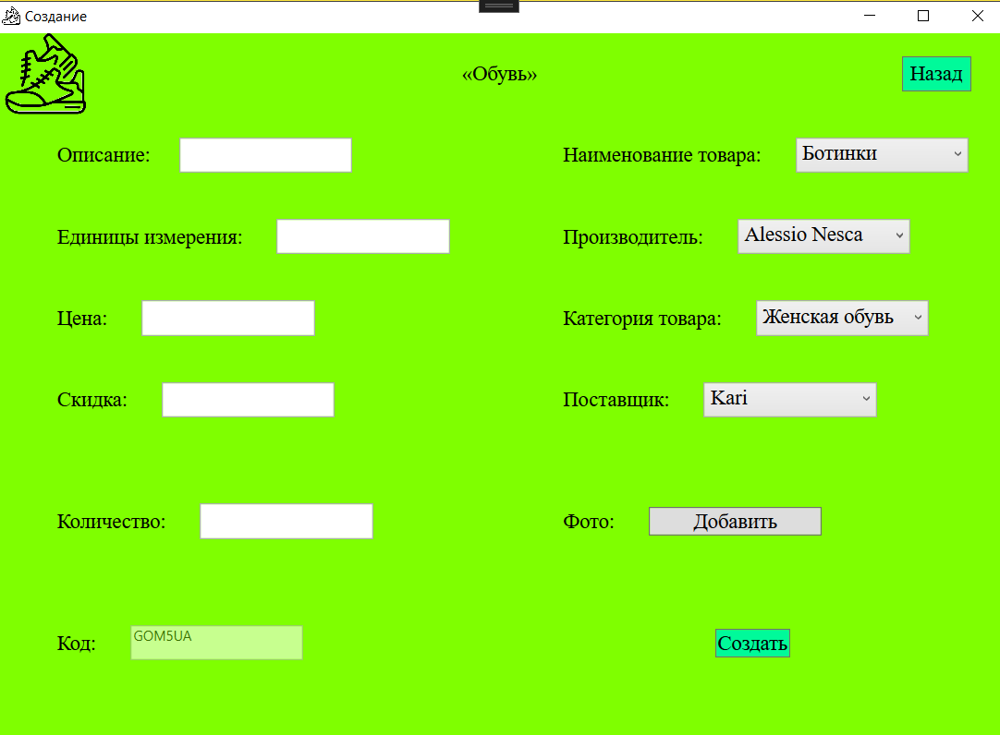 Создание
«Обувь»
Назад
Описание:
Наименование товара: Ботинки
Единицы измерения:
Производитель: Alessio Nesca
Цена:
Категория товара: Женская обувь
Скидка:
Поставщик: Kari
Количество:
Фото: Добавить
Код: GOM5UA
Создать